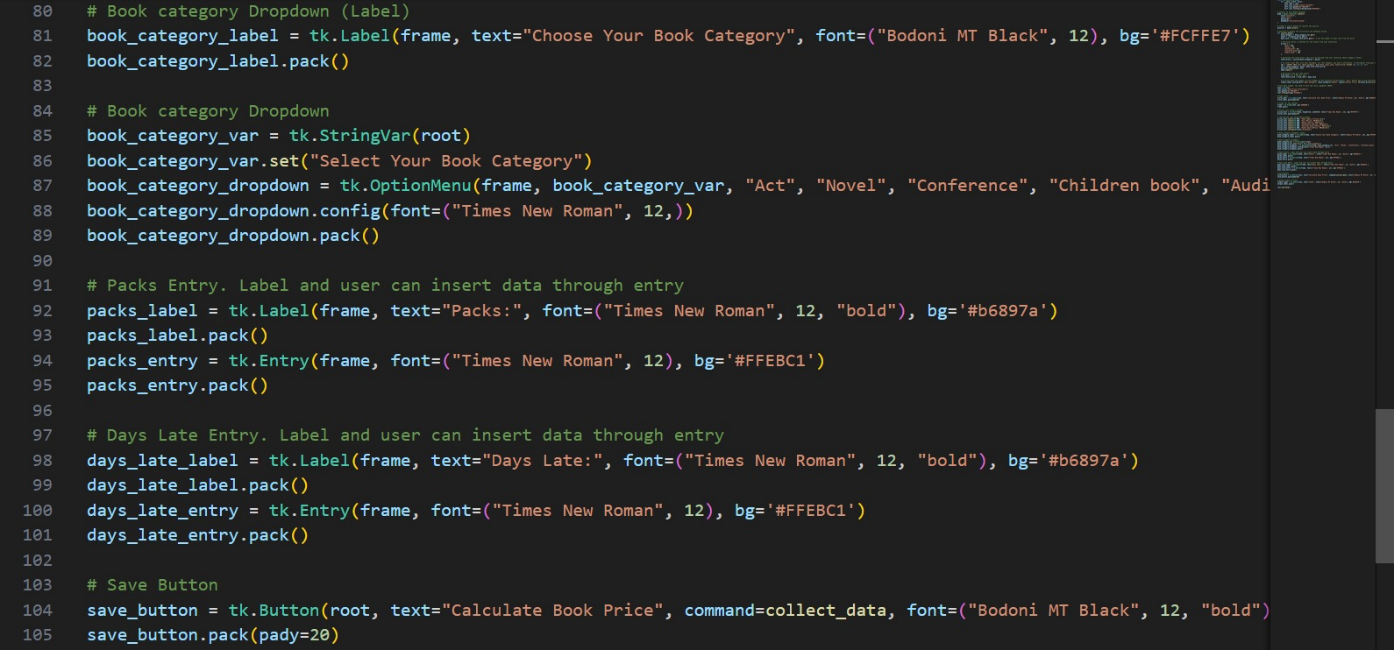 80 # Book category Dropdown (Label)
81 book_category_label = tk.Label(frame, text="Choose Your Book Category", font=("Bodoni MT Black", 12), bg='#FCFFE7')
82 book_category_label.pack()
83
84 # Book category Dropdown
85 book_category_var = tk.StringVar(root)
86 book_category_var.set("Select Your Book Category")
87 book_category_dropdown = tk.OptionMenu(frame, book_category_var, "Act", "Novel", "Conference", "Children book", "Audi
88 book_category_dropdown.config(font=("Times New Roman", 12,))
89 book_category_dropdown.pack()
90
91 # Packs Entry. Label and user can insert data through entry
92 packs_label = tk.Label(frame, text="Packs:", font=("Times New Roman", 12, "bold"), bg='#b6897a')
93 packs_label.pack()
94 packs_entry = tk.Entry(frame, font=("Times New Roman", 12), bg='#FFEBC1')
95 packs_entry.pack()
96
97 # Days Late Entry. Label and user can insert data through entry
98 days_late_label = tk.Label(frame, text="Days Late:", font=("Times New Roman", 12, "bold"), bg='#b6897a')
99 days_late_label.pack()
100 days_late_entry = tk.Entry(frame, font=("Times New Roman", 12), bg='#FFEBC1')
101 days_late_entry.pack()
102
103 # Save Button
104 save_button = tk.Button(root, text="Calculate Book Price", command=collect_data, font=("Bodoni MT Black", 12, "bold")
105 save_button.pack(pady=20)